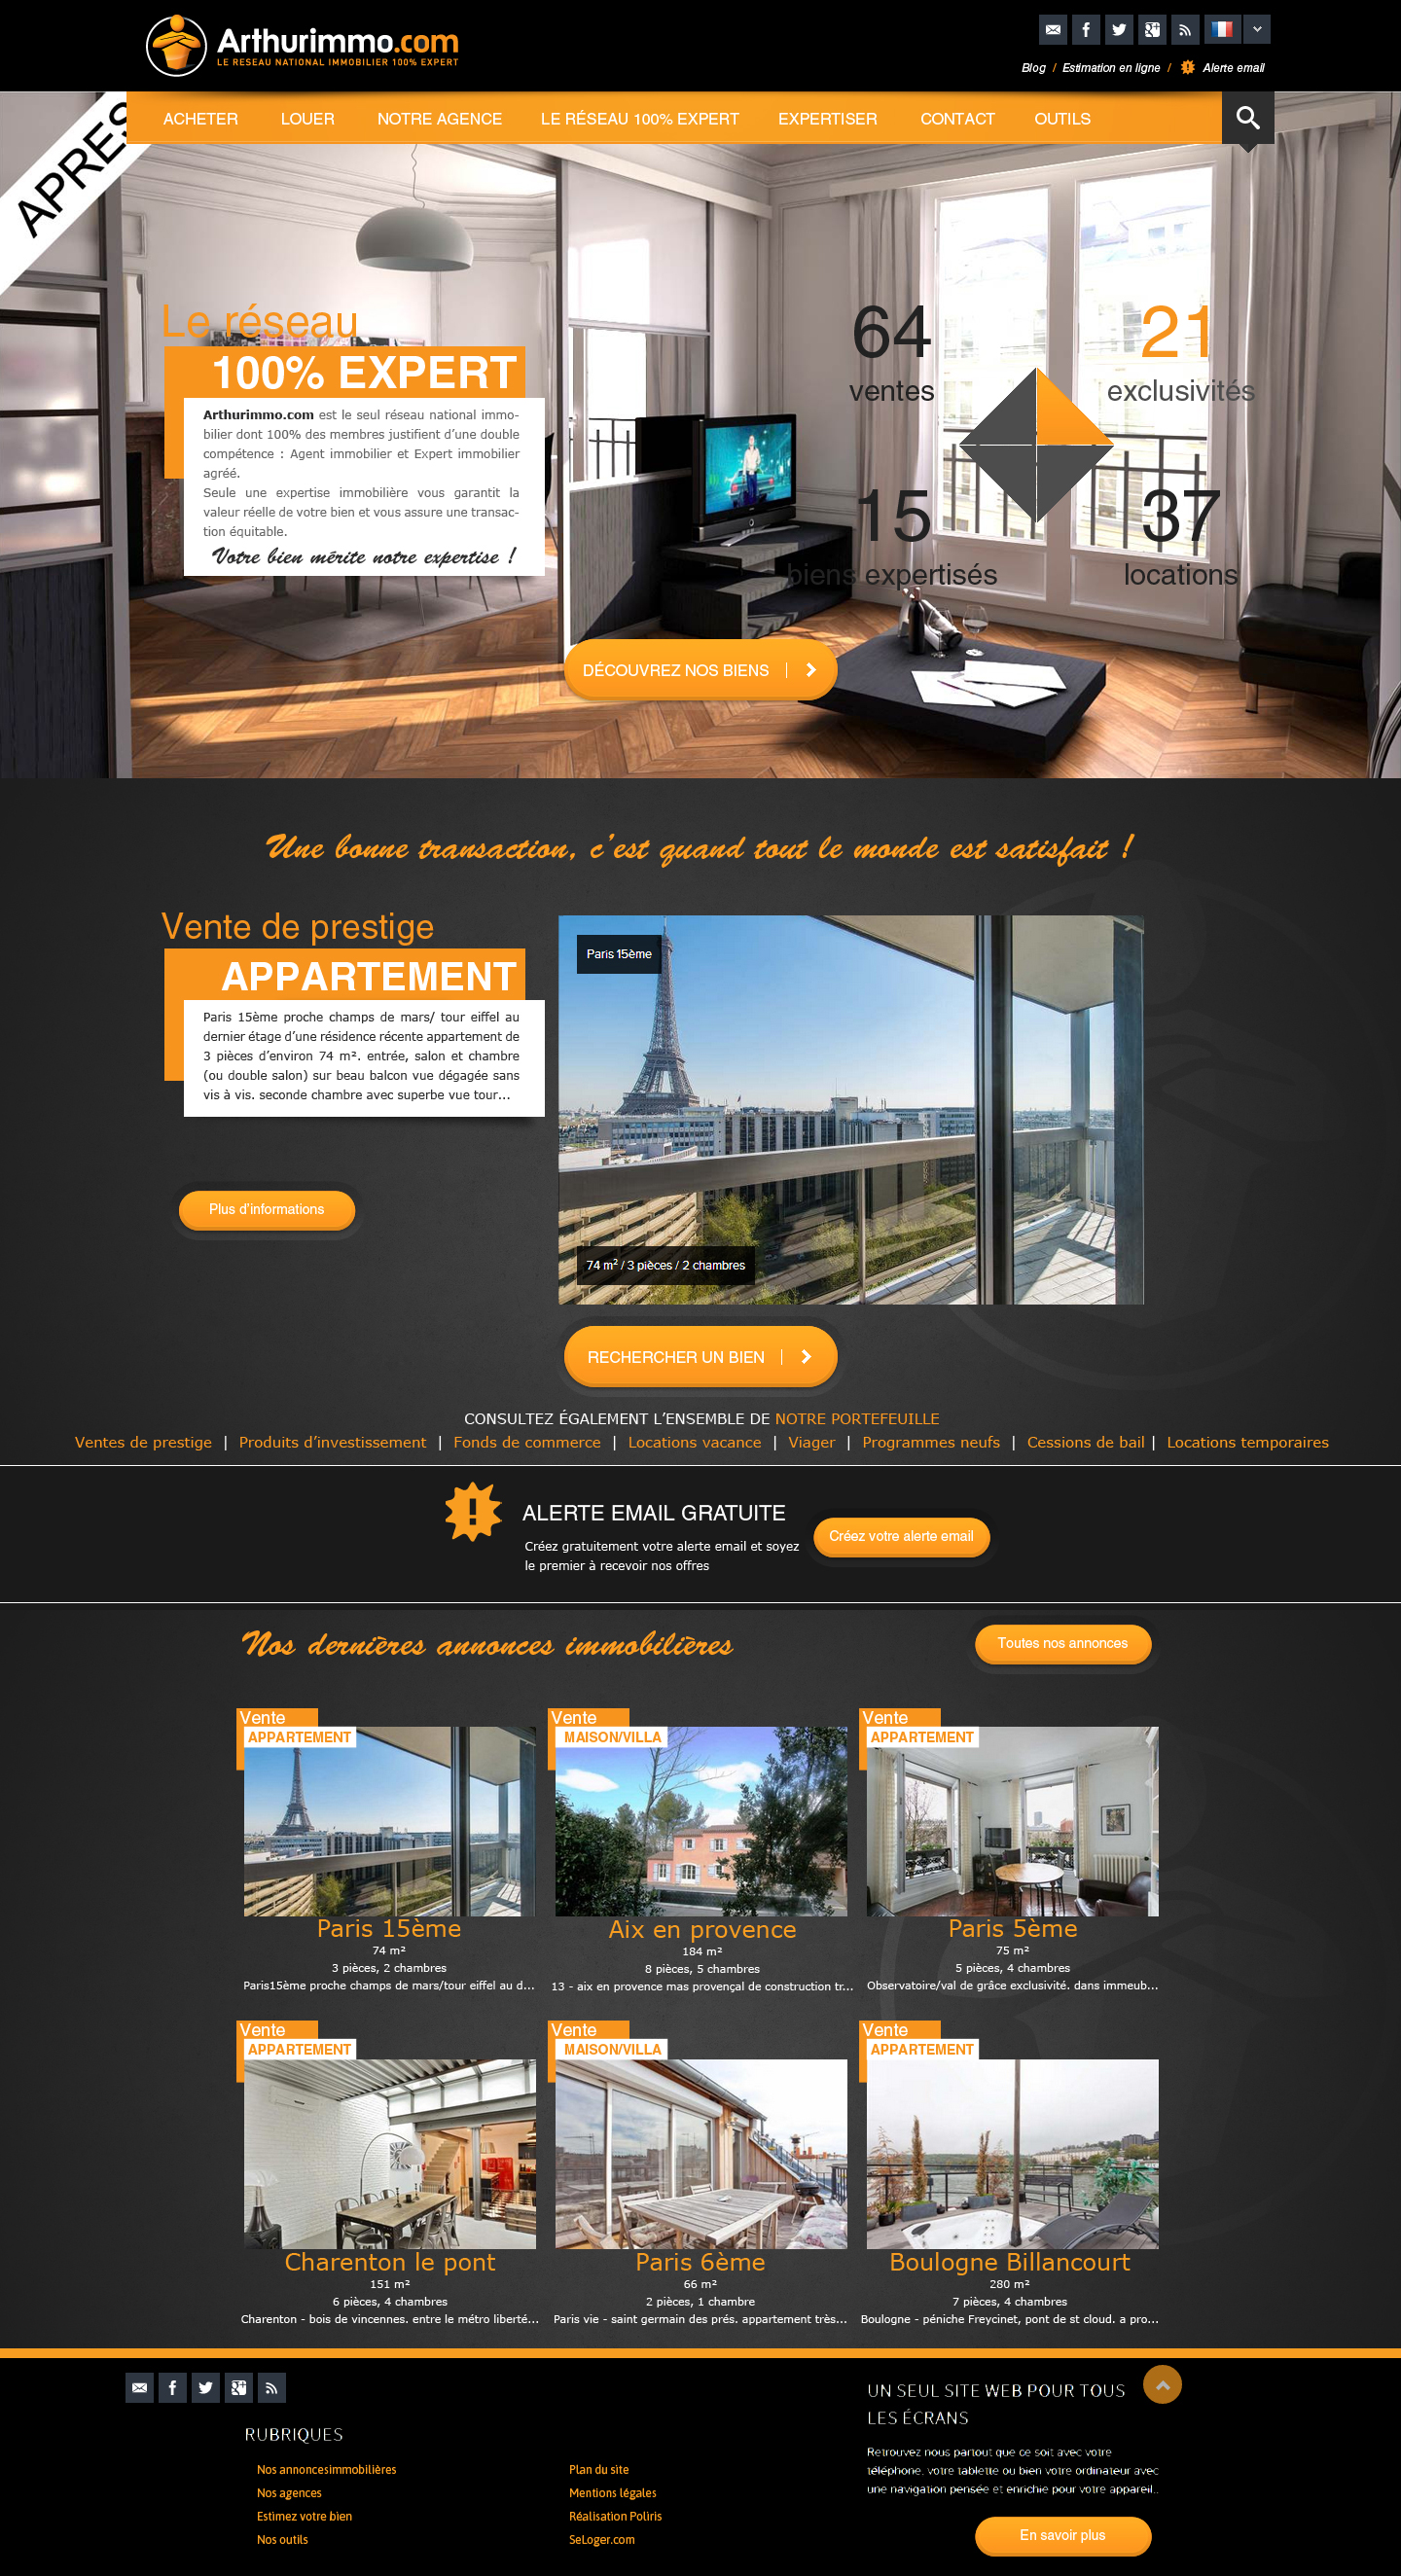 Arthurimmo.com
LE RESEAU NATIONAL IMMOBILIER 100% EXPERT
Blog / Estimation en ligne / Alerte email
APRES
ACHETER LOUER NOTRE AGENCE LE RÉSEAU 100% EXPERT EXPERTISER CONTACT OUTILS
Le réseau
100% EXPERT
Arthurimmo.com est le seul réseau national immo-
bilier dont 100% des membres justifient d’une double
compétence : Agent immobilier et Expert immobilier
agréé.
Seule une expertise immobilière vous garantit la
valeur réelle de votre bien et vous assure une transac-
tion équitable.
Votre bien mérite notre expertise !
64
ventes
21
exclusivités
15
biens expertisés
37
locations
DÉCOUVREZ NOS BIENS
Une bonne transaction, c’est quand tout le monde est satisfait !
Vente de prestige
APPARTEMENT
Paris 15ème proche champs de mars/ tour eiffel au
dernier étage d’une résidence récente appartement de
3 pièces d’environ 74 m². entrée, salon et chambre
(ou double salon) sur beau balcon vue dégagée sans
vis à vis. seconde chambre avec superbe vue tour...
Plus d’informations
Paris 15ème
74 m² / 3 pièces / 2 chambres
RECHERCHER UN BIEN
CONSULTEZ ÉGALEMENT L’ENSEMBLE DE NOTRE PORTEFEUILLE
Ventes de prestige | Produits d’investissement | Fonds de commerce | Locations vacance | Viager | Programmes neufs | Cessions de bail | Locations temporaires
ALERTE EMAIL GRATUITE
Créez gratuitement votre alerte email et soyez
le premier à recevoir nos offres
Créez votre alerte email
Nos dernières annonces immobilières
Toutes nos annonces
Vente
APPARTEMENT
Paris 15ème
74 m²
3 pièces, 2 chambres
Paris15ème proche champs de mars/tour eiffel au d...
Vente
MAISON/VILLA
Aix en provence
184 m²
8 pièces, 5 chambres
13 - aix en provence mas provençal de construction tr...
Vente
APPARTEMENT
Paris 5ème
75 m²
5 pièces, 4 chambres
Observatoire/val de grâce exclusivité. dans immeub...
Vente
APPARTEMENT
Charenton le pont
151 m²
6 pièces, 4 chambres
Charenton - bois de vincennes. entre le métro liberté...
Vente
MAISON/VILLA
Paris 6ème
66 m²
2 pièces, 1 chambre
Paris vie - saint germain des prés. appartement très...
Vente
APPARTEMENT
Boulogne Billancourt
280 m²
7 pièces, 4 chambres
Boulogne - péniche Freycinet, pont de st cloud. a pro...
RUBRIQUES
Nos annoncesimmobilières
Nos agences
Estimez votre bien
Nos outils
Plan du site
Mentions légales
Réalisation Poliris
SeLoger.com
UN SEUL SITE WEB POUR TOUS
LES ÉCRANS
Retrouvez nous partout que ce soit avec votre
téléphone, votre tablette ou bien votre ordinateur avec
une navigation pensée et enrichie pour votre appareil..
En savoir plus